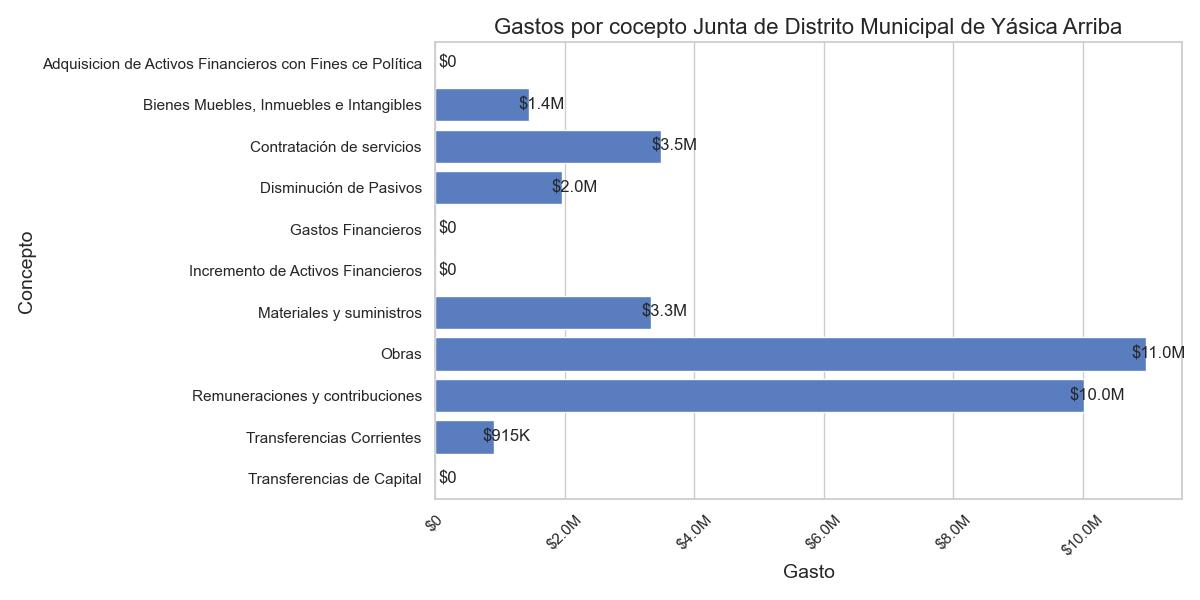 Gastos por cocepto Junta de Distrito Municipal de Yásica Arriba
Concepto
Adquisicion de Activos Financieros con Fines ce Política
$0
Bienes Muebles, Inmuebles e Intangibles
$1.4M
Contratación de servicios
$3.5M
Disminución de Pasivos
$2.0M
Gastos Financieros
$0
Incremento de Activos Financieros
$0
Materiales y suministros
$3.3M
Obras
$11.0M
Remuneraciones y contribuciones
$10.0M
Transferencias Corrientes
$915K
Transferencias de Capital
$0
$0
$2.0M
$4.0M
$6.0M
$8.0M
$10.0M
Gasto